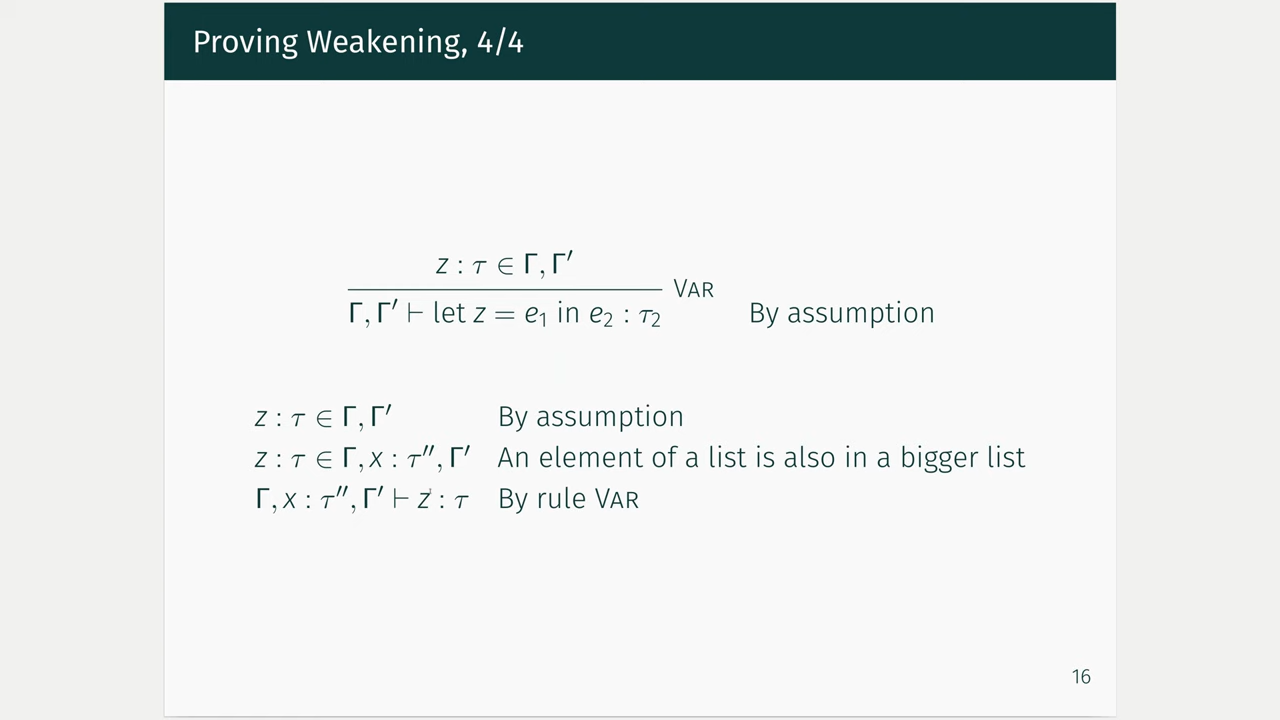 Proving Weakening, 4/4
z : τ ∈ Γ, Γ′
Γ, Γ′ ⊢ let z = e₁ in e₂ : τ₂ VAR By assumption
z : τ ∈ Γ, Γ′ By assumption
z : τ ∈ Γ, x : τ″, Γ′ An element of a list is also in a bigger list
Γ, x : τ″, Γ′ ⊢ z : τ By rule VAR
16